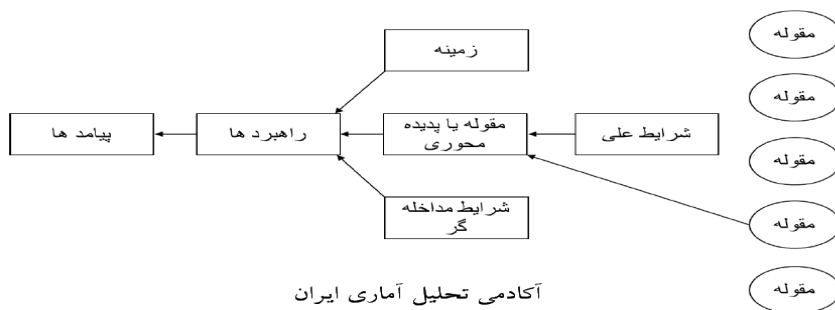 مقوله
زمینه
مقوله
شرایط علی
مقوله یا پدیده
محوری
راهبرد ها
پیامد ها
مقوله
شرایط مداخله
گر
مقوله
آکادمی تحلیل آماری ایران
مقوله